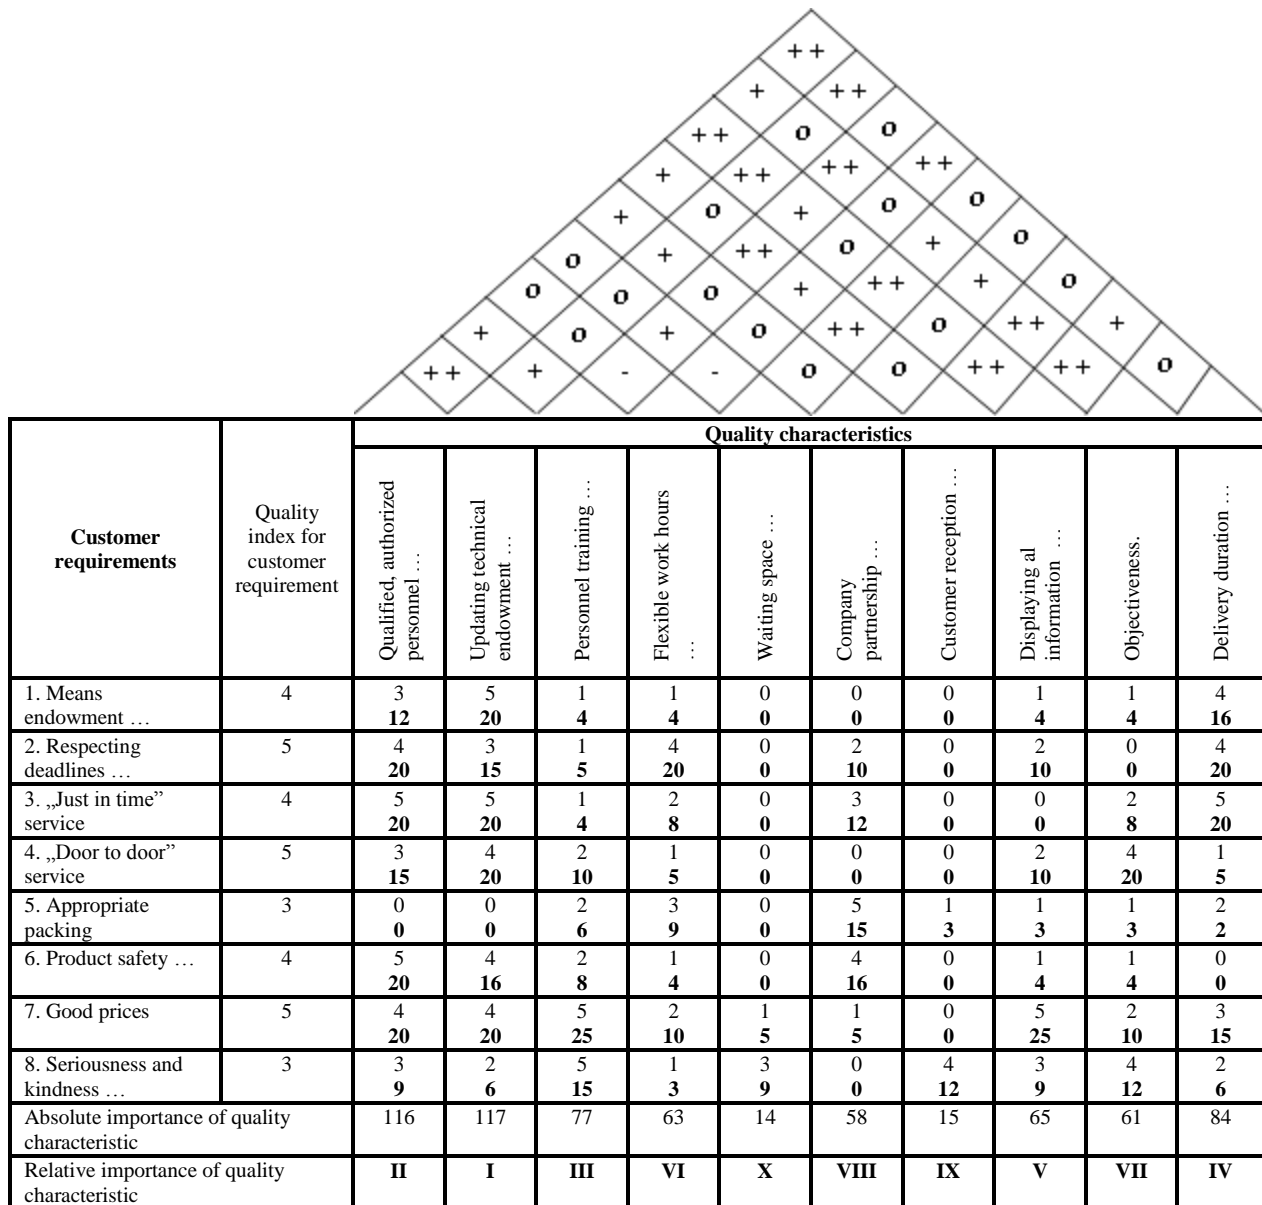 ++
+ ++
++ o o
+ ++ ++ ++
+ o + o o
o + ++ o + o
o o o + ++ + o
+ o + o ++ o ++ +
++ + - - o o ++ ++ o
Quality characteristics
Customer
requirements
Quality
index for
customer
requirement
Qualified, authorized
personnel …
Updating technical
endowment …
Personnel training …
Flexible work hours
…
Waiting space …
Company
partnership …
Customer reception …
Displaying al
information …
Objectiveness.
Delivery duration …
1. Means 4 3 5 1 1 0 0 0 1 1 4
endowment … 12 20 4 4 0 0 0 4 4 16
2. Respecting 5 4 3 1 4 0 2 0 2 0 4
deadlines … 20 15 5 20 0 10 0 10 0 20
3. „Just in time” 4 5 5 1 2 0 3 0 0 2 5
service 20 20 4 8 0 12 0 0 8 20
4. „Door to door” 5 3 4 2 1 0 0 0 2 4 1
service 15 20 10 5 0 0 0 10 20 5
5. Appropriate 3 0 0 2 3 0 5 1 1 1 2
packing 0 0 6 9 0 15 3 3 3 2
6. Product safety … 4 5 4 2 1 0 4 0 1 1 0
20 16 8 4 0 16 0 4 4 0
7. Good prices 5 4 4 5 2 1 1 0 5 2 3
20 20 25 10 5 5 0 25 10 15
8. Seriousness and 3 3 2 5 1 3 0 4 3 4 2
kindness … 9 6 15 3 9 0 12 9 12 6
Absolute importance of quality 116 117 77 63 14 58 15 65 61 84
characteristic
Relative importance of quality II I III VI X VIII IX V VII IV
characteristic